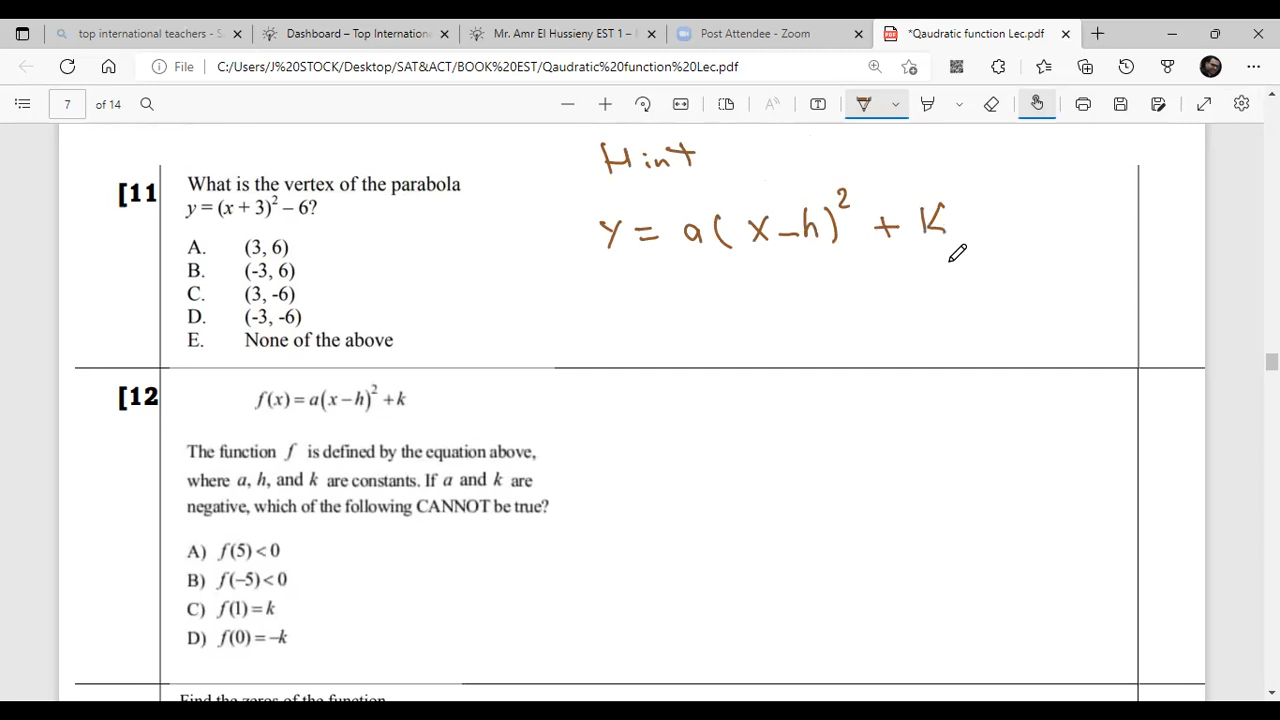 top international teachers - S
Dashboard – Top Internationa
Mr. Amr El Hussieny EST 1 –
Post Attendee - Zoom
*Qaudratic function Lec.pdf
File
C:/Users/J%20STOCK/Desktop/SAT&ACT/BOOK%20EST/Qaudratic%20function%20Lec.pdf
7 of 14
Hint
y = a(x-h)² + K
[11
What is the vertex of the parabola
y = (x + 3)² – 6?
A. (3, 6)
B. (-3, 6)
C. (3, -6)
D. (-3, -6)
E. None of the above
[12
f(x) = a(x – h)² + k
The function f is defined by the equation above,
where a, h, and k are constants. If a and k are
negative, which of the following CANNOT be true?
A) f(5) < 0
B) f(–5) < 0
C) f(1) = k
D) f(0) = –k
Find the zeros of the function